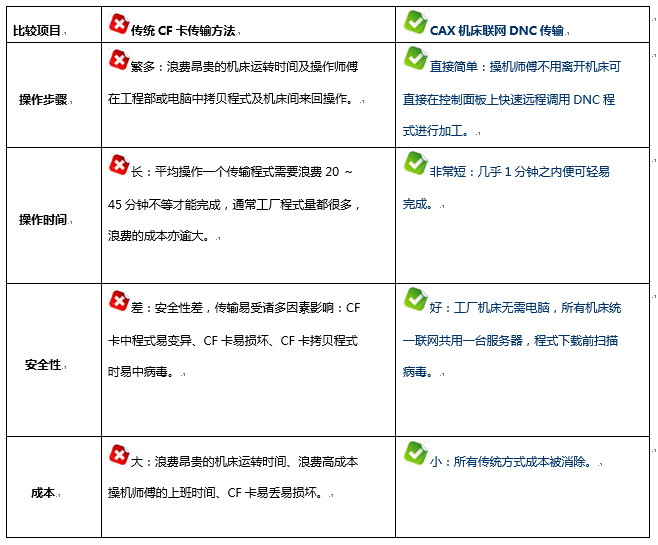 比较项目
传统 CF 卡传输方法
CAX 机床联网 DNC 传输
操作步骤
繁多：浪费昂贵的机床运转时间及操作师傅
在工程部或电脑中拷贝程式及机床间来回操作。
直接简单：操机师傅不用离开机床可
直接在控制面板上快速远程调用 DNC 程
式进行加工。
操作时间
长：平均操作一个传输程式需要浪费 20 ～
45 分钟不等才能完成，通常工厂程式量都很多，
浪费的成本亦逾大。
非常短：几乎 1 分钟之内便可轻易
完成。
安全性
差：安全性差，传输易受诸多因素影响：CF
卡中程式易变异、CF 卡易损坏、CF 卡拷贝程式
时易中病毒。
好：工厂机床无需电脑，所有机床统
一联网共用一台服务器，程式下载前扫描
病毒。
成本
大：浪费昂贵的机床运转时间、浪费高成本
操机师傅的上班时间、CF 卡易丢易损坏。
小：所有传统方式成本被消除。